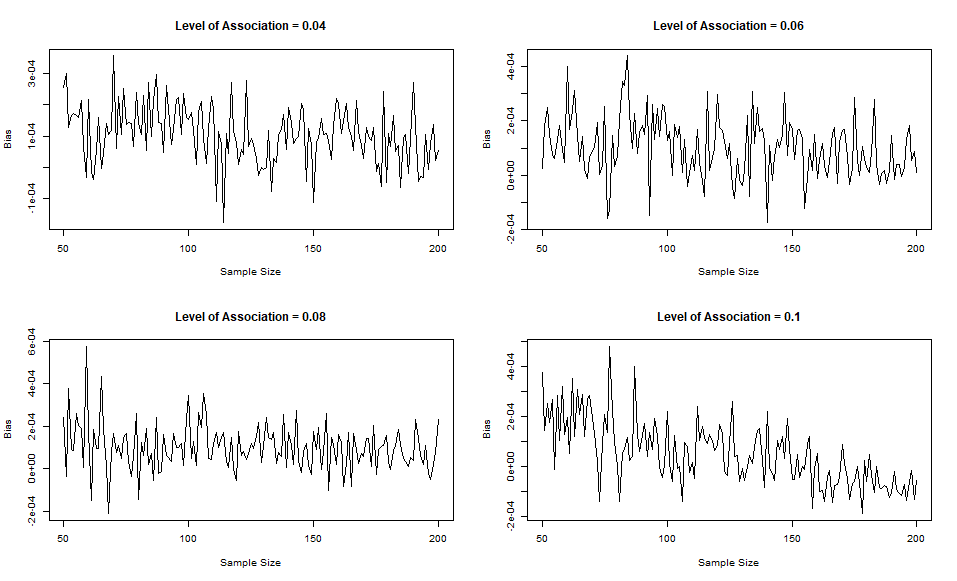 Level of Association = 0.04
Bias
3e-04
1e-04
-1e-04
50
100
150
200
Sample Size
Level of Association = 0.06
Bias
4e-04
2e-04
0e+00
-2e-04
50
100
150
200
Sample Size
Level of Association = 0.08
Bias
6e-04
4e-04
2e-04
0e+00
-2e-04
50
100
150
200
Sample Size
Level of Association = 0.1
Bias
4e-04
2e-04
0e+00
-2e-04
50
100
150
200
Sample Size